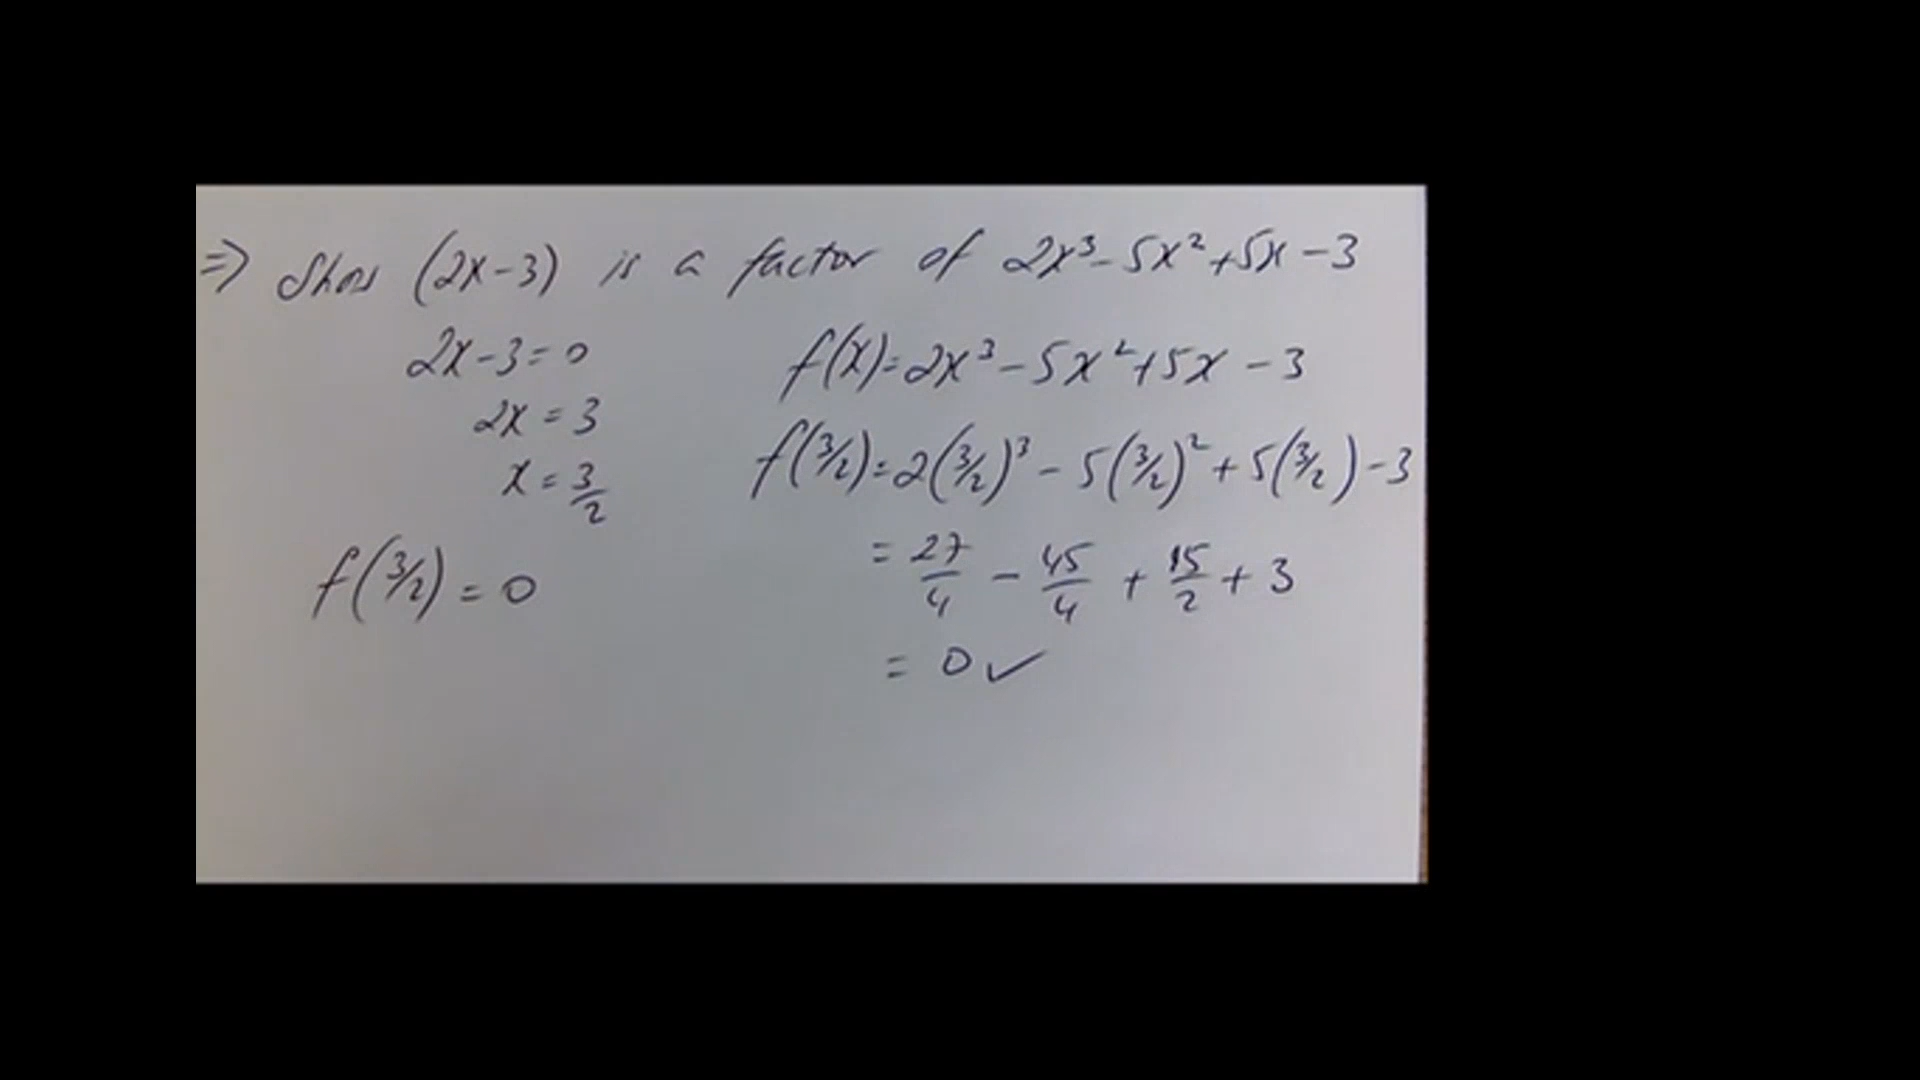 ⇒ Show (2x-3) is a factor of 2x³-5x²+5x-3
2x-3=0
2x=3
x=3/2
f(3/2)=0
f(x)=2x³-5x²+5x-3
f(3/2)=2(3/2)³-5(3/2)²+5(3/2)-3
=27/4-45/4+15/2+3
=0✓